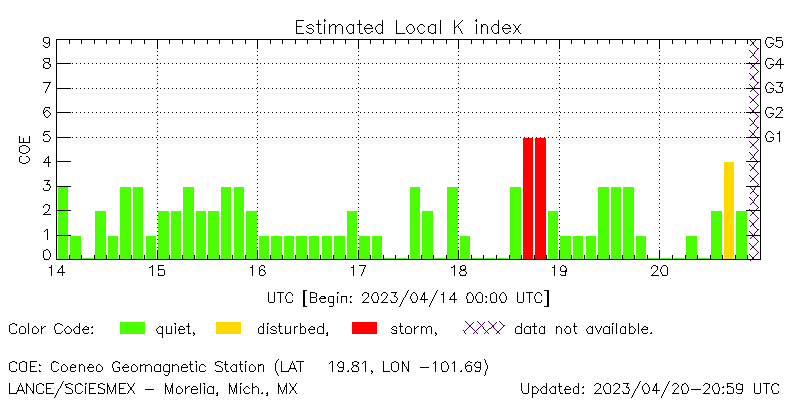 Estimated Local K index
9 G5
8 G4
7 G3
6 G2
5 G1
4
3
2
1
0
COE
14 15 16 17 18 19 20
UTC [Begin: 2023/04/14 00:00 UTC]
Color Code: quiet, disturbed, storm, data not available.
COE: Coeneo Geomagnetic Station (LAT 19.81, LON -101.69)
LANCE/SCiESMEX - Morelia, Mich., MX Updated: 2023/04/20-20:59 UTC